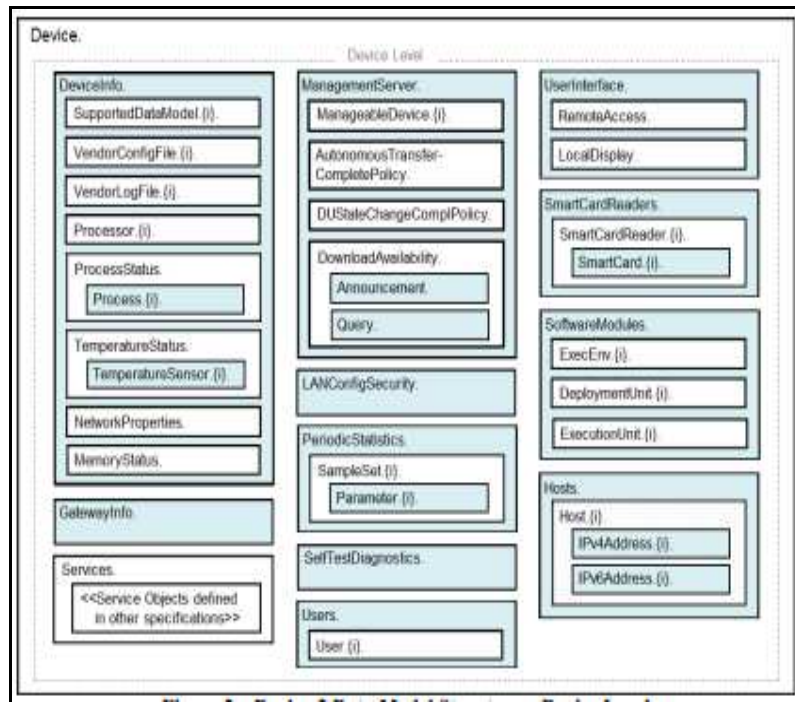 Device.
Device Level
DeviceInfo.
SupportedDataModel.{i}.
VendorConfigFile.{i}.
VendorLogFile.{i}.
Processor.{i}.
ProcessStatus.
Process.{i}.
TemperatureStatus.
TemperatureSensor.{i}.
NetworkProperties.
MemoryStatus.
GatewayInfo.
Services.
<<Service Objects defined
in other specifications>>
ManagementServer.
ManageableDevice.{i}.
AutonomousTransfer-
CompletePolicy.
DUStateChangeComplPolicy.
DownloadAvailability.
Announcement.
Query.
LANConfigSecurity.
PeriodicStatistics.
SampleSet.{i}.
Parameter.{i}.
SelfTestDiagnostics.
Users.
User.{i}.
UserInterface.
RemoteAccess.
LocalDisplay.
SmartCardReaders.
SmartCardReader.{i}.
SmartCard.{i}.
SoftwareModules.
ExecEnv.{i}.
DeploymentUnit.{i}.
ExecutionUnit.{i}.
Hosts.
Host.{i}.
IPv4Address.{i}.
IPv6Address.{i}.